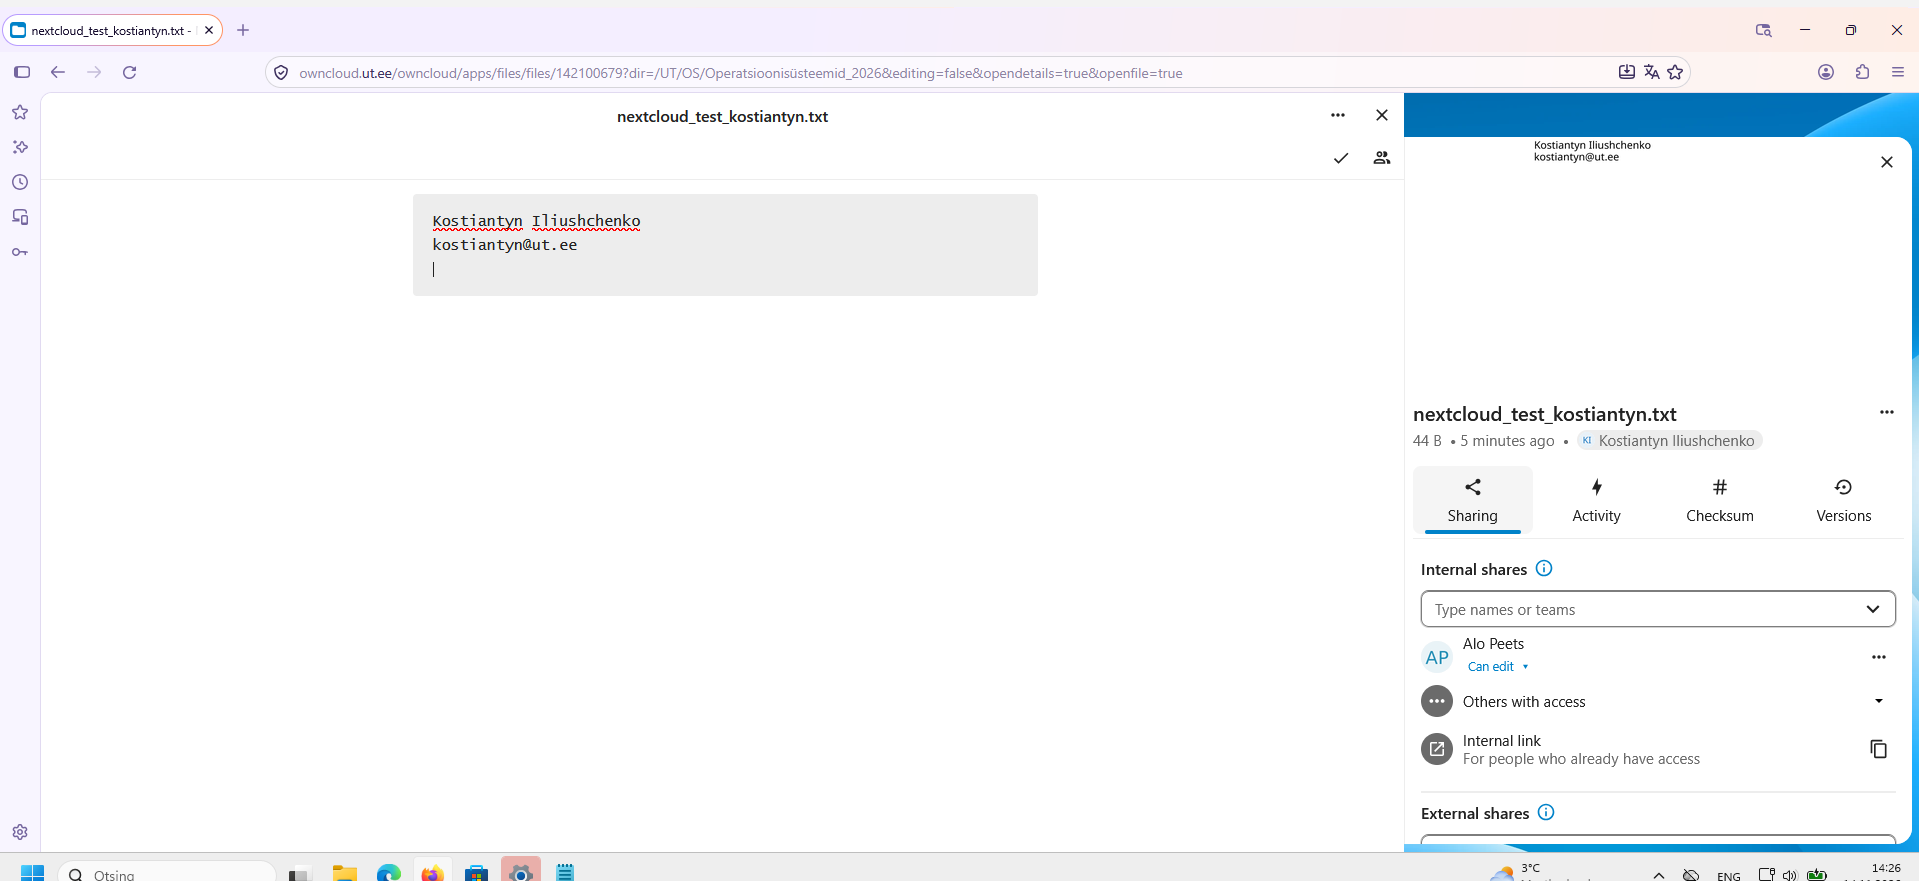 nextcloud_test_kostiantyn.txt -
owncloud.ut.ee/owncloud/apps/files/files/142100679?dir=/UT/OS/Operatsioonisüsteemid_2026&editing=false&opendetails=true&openfile=true
nextcloud_test_kostiantyn.txt
Kostiantyn Iliushchenko
kostiantyn@ut.ee
Kostiantyn Iliushchenko
kostiantyn@ut.ee
nextcloud_test_kostiantyn.txt
44 B • 5 minutes ago • KI Kostiantyn Iliushchenko
Sharing Activity Checksum Versions
Internal shares
Type names or teams
AP Alo Peets
Can edit
Others with access
Internal link
For people who already have access
External shares
Otsing
3°C
ENG
14:26